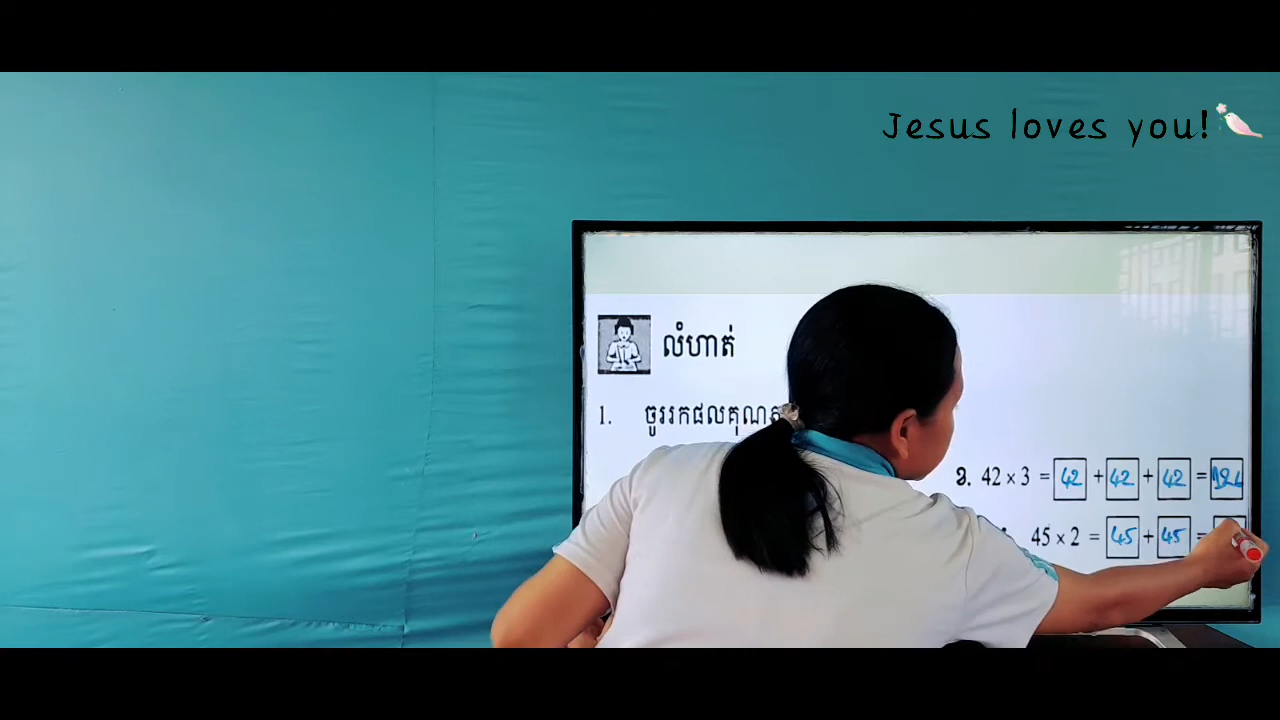 Jesus loves you!
លំហាត់
1. ចូររកផលគុណ
ខ. 42 × 3 = 42 + 42 + 42 =
45 × 2 = 45 + 45 =